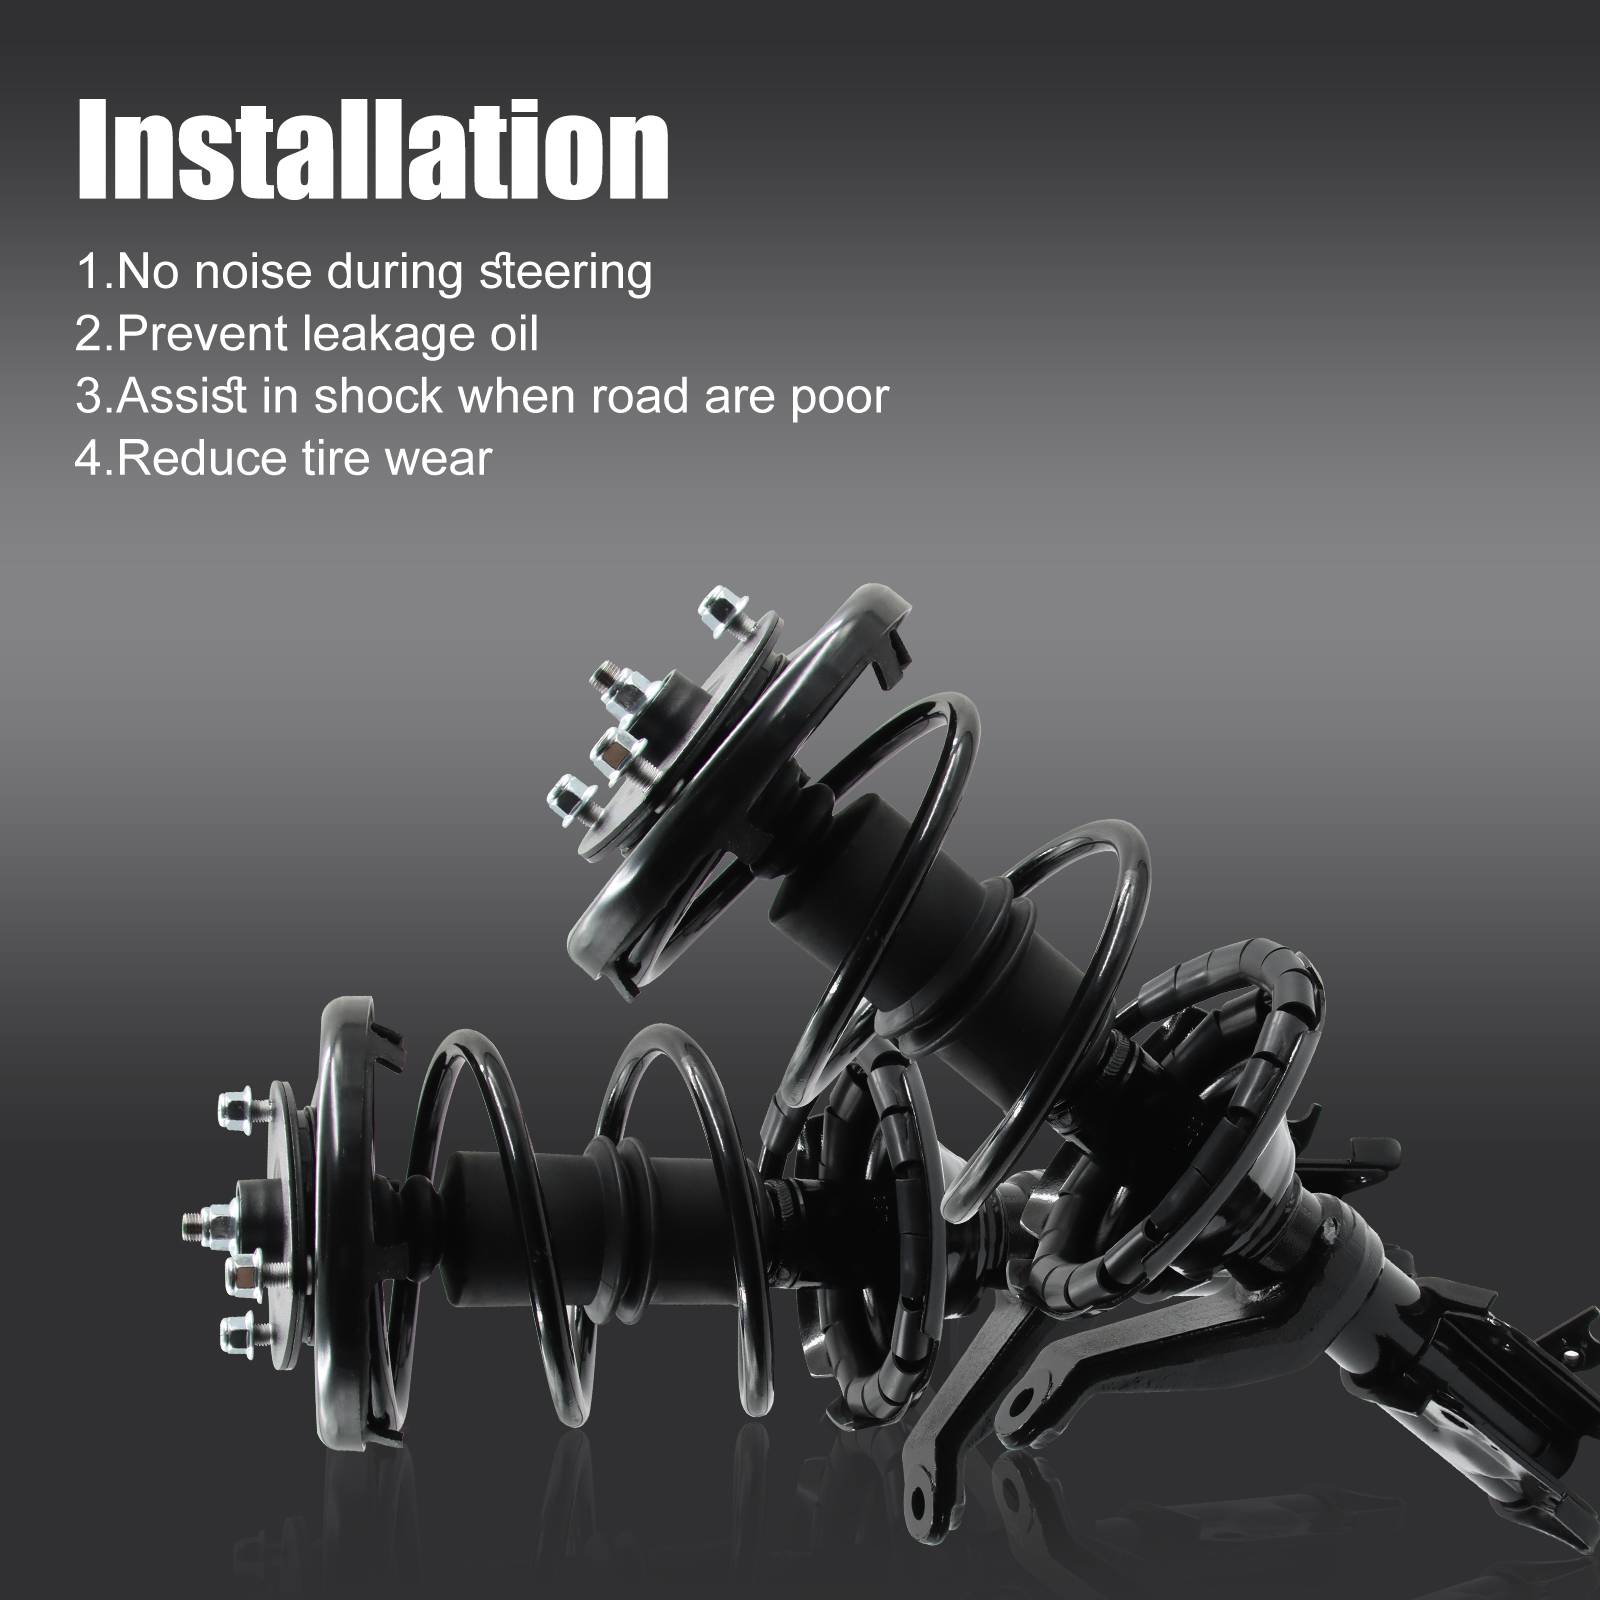 Installation
1.No noise during steering
2.Prevent leakage oil
3.Assist in shock when road are poor
4.Reduce tire wear